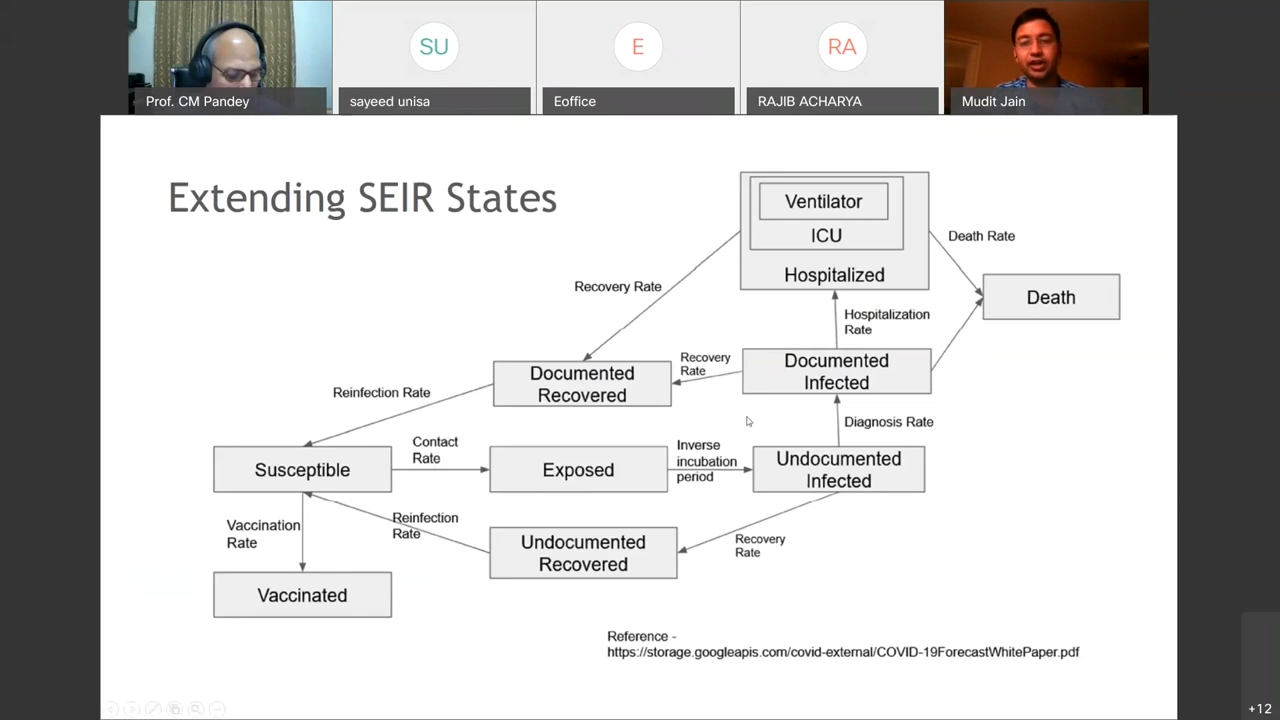 SU
E
RA
Prof. CM Pandey
sayeed unisa
Eoffice
RAJIB ACHARYA
Mudit Jain
Extending SEIR States
Ventilator
ICU
Hospitalized
Death Rate
Death
Recovery Rate
Hospitalization
Rate
Documented
Infected
Recovery
Rate
Documented
Recovered
Reinfection Rate
Diagnosis Rate
Susceptible
Contact
Rate
Exposed
Inverse
incubation
period
Undocumented
Infected
Vaccination
Rate
Reinfection
Rate
Undocumented
Recovered
Recovery
Rate
Vaccinated
Reference -
https://storage.googleapis.com/covid-external/COVID-19ForecastWhitePaper.pdf
+12